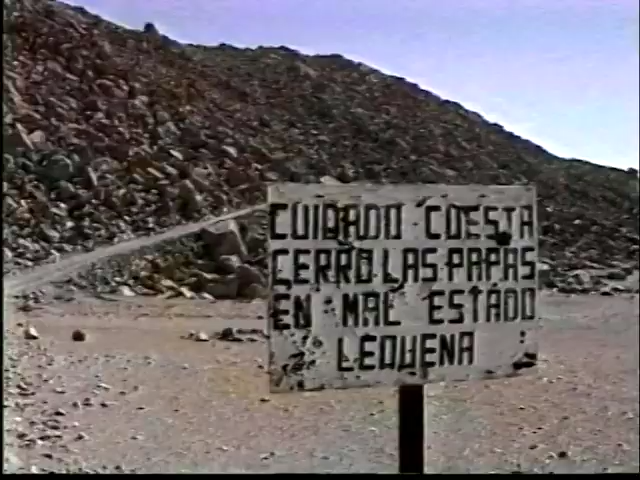 CUIDADO CUESTA
CERRO LAS PAPAS
EN MAL ESTADO
LEQUENA